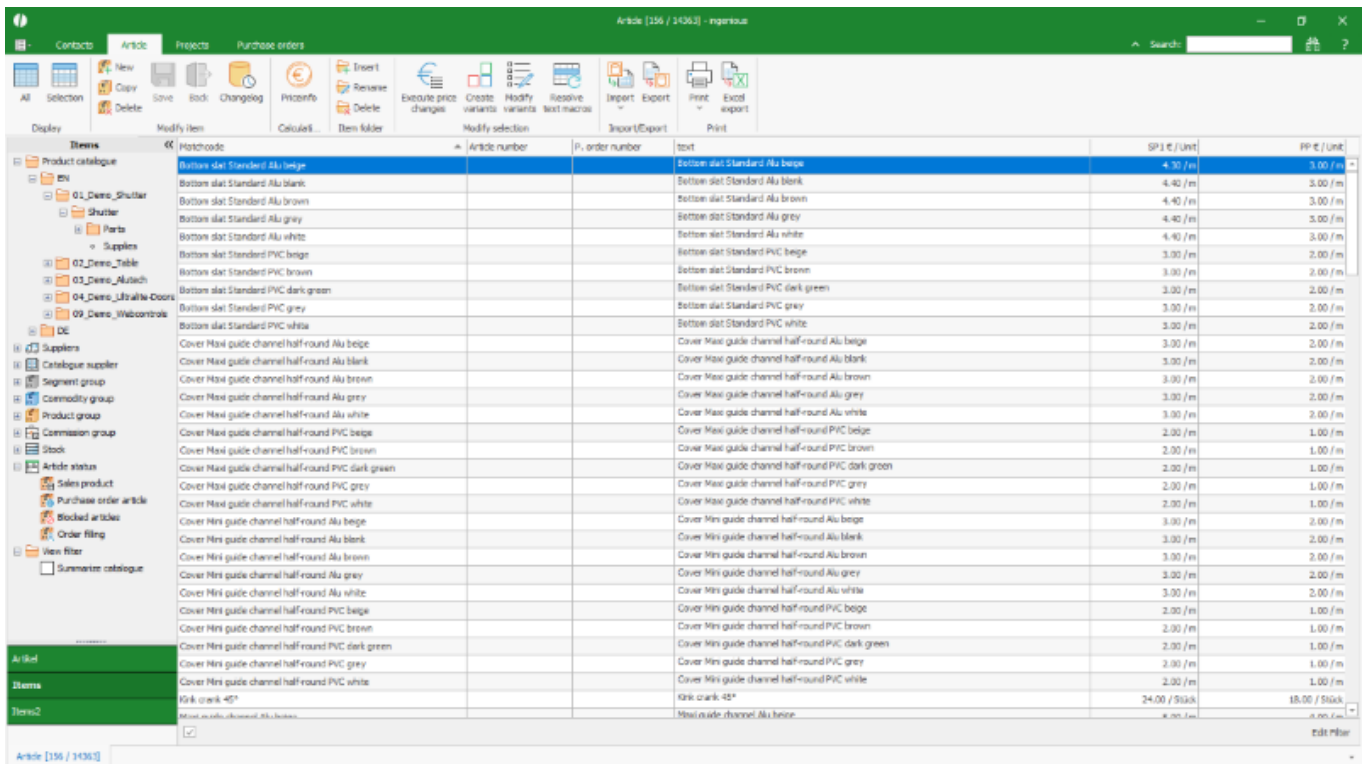 Article [156 / 14363] - ingenious
Contacts Article Projects Purchase orders Search: ?
All Selection New Copy Delete Save Back Changelog Priceinfo Insert Rename Delete Execute price changes Create variants Modify variants Resolve text macros Import Export Print Excel export
Display Modify item Calculati... Item folder Modify selection Import/Export Print
Items Matchcode Article number P. order number text SP1 € / Unit PP € / Unit
Product catalogue
EN
01_Demo_Shutter
Shutter
Parts
Supplies
02_Demo_Table
03_Demo_Alutech
04_Demo_Ultralite-Doors
09_Demo_Webcontrols
DE
Suppliers
Catalogue supplier
Segment group
Commodity group
Product group
Commission group
Stock
Article status
Sales product
Purchase order article
Blocked articles
Order filing
View filter
Summarize catalogue
Artikel
Items
Items2
Bottom slat Standard Alu beige Bottom slat Standard Alu beige 4.30 / m 3.00 / m
Bottom slat Standard Alu blank Bottom slat Standard Alu blank 4.40 / m 3.00 / m
Bottom slat Standard Alu brown Bottom slat Standard Alu brown 4.40 / m 3.00 / m
Bottom slat Standard Alu grey Bottom slat Standard Alu grey 4.40 / m 3.00 / m
Bottom slat Standard Alu white Bottom slat Standard Alu white 4.40 / m 3.00 / m
Bottom slat Standard PVC beige Bottom slat Standard PVC beige 3.00 / m 2.00 / m
Bottom slat Standard PVC brown Bottom slat Standard PVC brown 3.00 / m 2.00 / m
Bottom slat Standard PVC dark green Bottom slat Standard PVC dark green 3.00 / m 2.00 / m
Bottom slat Standard PVC grey Bottom slat Standard PVC grey 3.00 / m 2.00 / m
Bottom slat Standard PVC white Bottom slat Standard PVC white 3.00 / m 2.00 / m
Cover Maxi guide channel half-round Alu beige Cover Maxi guide channel half-round Alu beige 3.00 / m 2.00 / m
Cover Maxi guide channel half-round Alu blank Cover Maxi guide channel half-round Alu blank 3.00 / m 2.00 / m
Cover Maxi guide channel half-round Alu brown Cover Maxi guide channel half-round Alu brown 3.00 / m 2.00 / m
Cover Maxi guide channel half-round Alu grey Cover Maxi guide channel half-round Alu grey 3.00 / m 2.00 / m
Cover Maxi guide channel half-round Alu white Cover Maxi guide channel half-round Alu white 3.00 / m 2.00 / m
Cover Maxi guide channel half-round PVC beige Cover Maxi guide channel half-round PVC beige 2.00 / m 1.00 / m
Cover Maxi guide channel half-round PVC brown Cover Maxi guide channel half-round PVC brown 2.00 / m 1.00 / m
Cover Maxi guide channel half-round PVC dark green Cover Maxi guide channel half-round PVC dark green 2.00 / m 1.00 / m
Cover Maxi guide channel half-round PVC grey Cover Maxi guide channel half-round PVC grey 2.00 / m 1.00 / m
Cover Maxi guide channel half-round PVC white Cover Maxi guide channel half-round PVC white 2.00 / m 1.00 / m
Cover Mini guide channel half-round Alu beige Cover Mini guide channel half-round Alu beige 3.00 / m 2.00 / m
Cover Mini guide channel half-round Alu blank Cover Mini guide channel half-round Alu blank 3.00 / m 2.00 / m
Cover Mini guide channel half-round Alu brown Cover Mini guide channel half-round Alu brown 3.00 / m 2.00 / m
Cover Mini guide channel half-round Alu grey Cover Mini guide channel half-round Alu grey 3.00 / m 2.00 / m
Cover Mini guide channel half-round Alu white Cover Mini guide channel half-round Alu white 3.00 / m 2.00 / m
Cover Mini guide channel half-round PVC beige Cover Mini guide channel half-round PVC beige 2.00 / m 1.00 / m
Cover Mini guide channel half-round PVC brown Cover Mini guide channel half-round PVC brown 2.00 / m 1.00 / m
Cover Mini guide channel half-round PVC dark green Cover Mini guide channel half-round PVC dark green 2.00 / m 1.00 / m
Cover Mini guide channel half-round PVC grey Cover Mini guide channel half-round PVC grey 2.00 / m 1.00 / m
Cover Mini guide channel half-round PVC white Cover Mini guide channel half-round PVC white 2.00 / m 1.00 / m
Kink crank 45° Kink crank 45° 24.00 / Stück 18.00 / Stück
Maxi guide channel Alu beige Maxi guide channel Alu beige
Edit Filter
Article [156 / 14363]